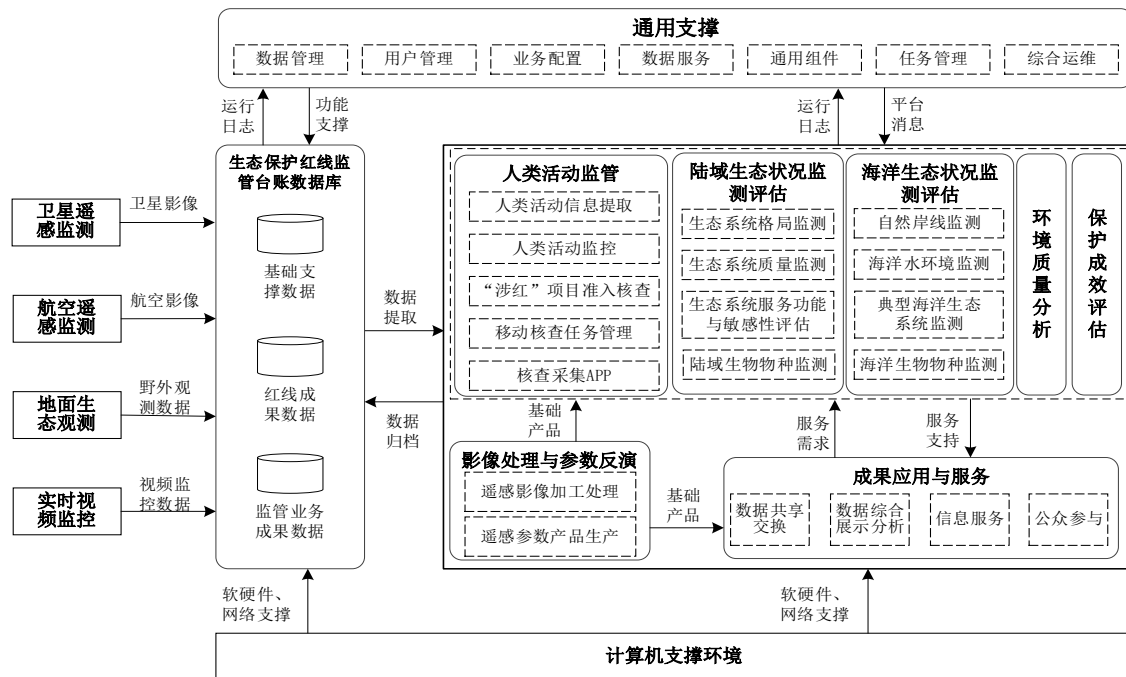 通用支撑
数据管理
用户管理
业务配置
数据服务
通用组件
任务管理
综合运维
运行
日志
功能
支撑
运行
日志
平台
消息
卫星遥
感监测
航空遥
感监测
地面生
态观测
实时视
频监控
卫星影像
航空影像
野外观
测数据
视频监
控数据
生态保护红线监
管台账数据库
基础支
撑数据
红线成
果数据
监管业务
成果数据
数据
提取
数据
归档
人类活动监管
人类活动信息提取
人类活动监控
“涉红”项目准入核查
移动核查任务管理
核查采集APP
陆域生态状况监
测评估
生态系统格局监测
生态系统质量监测
生态系统服务功能
与敏感性评估
陆域生物物种监测
海洋生态状况监
测评估
自然岸线监测
海洋水环境监测
典型海洋生态
系统监测
海洋生物物种监测
环境质量分析
保护成效评估
基础
产品
服务
需求
服务
支持
影像处理与参数反演
遥感影像加工处理
遥感参数产品生产
基础
产品
成果应用与服务
数据共享
交换
数据综合
展示分析
信息服务
公众参与
软硬件、
网络支撑
软硬件、
网络支撑
计算机支撑环境